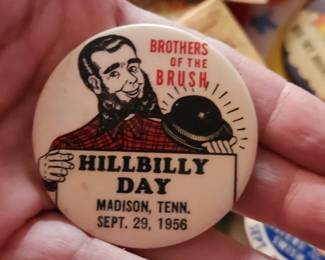 BROTHERS
OF THE
BRUSH
HILLBILLY
DAY
MADISON, TENN.
SEPT. 29, 1956